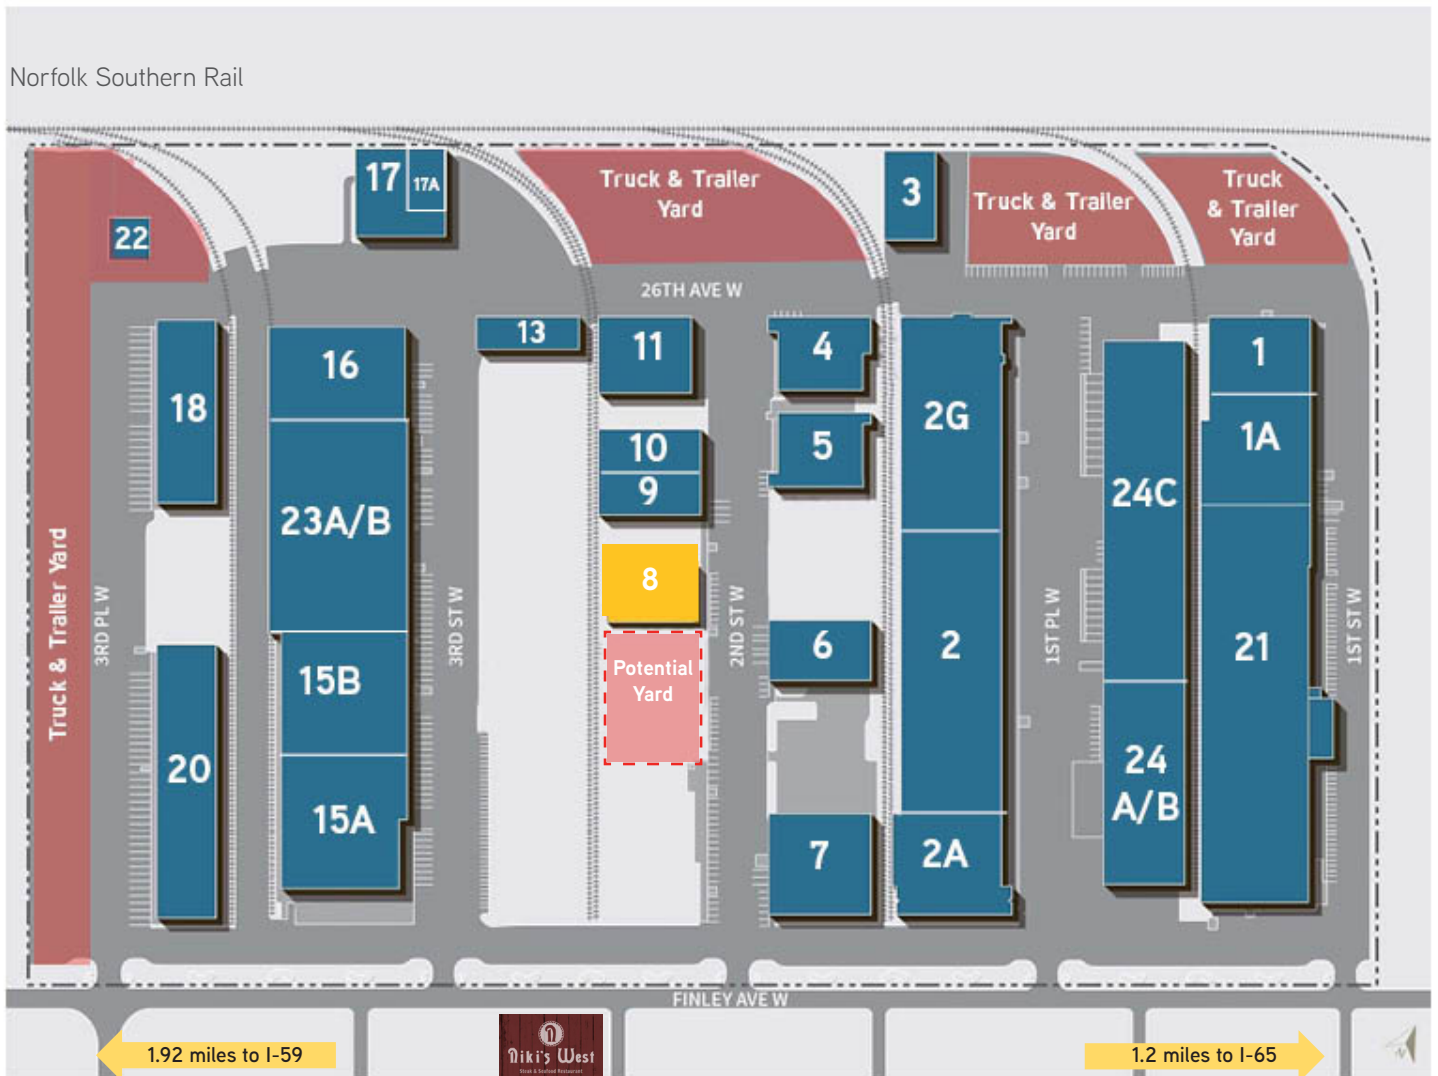 Norfolk Southern Rail
17
17A
Truck & Trailer
Yard
3
Truck & Trailer
Yard
Truck
& Trailer
Yard
22
26TH AVE W
13
11
4
2G
1
16
18
10
9
5
1A
24C
23A/B
8
Truck & Trailer Yard
3RD PL W
3RD ST W
2ND ST W
1ST PL W
1ST ST W
Potential
Yard
6
2
21
15B
20
15A
24
A/B
7
2A
FINLEY AVE W
1.92 miles to I-59
Niki's West
Steak & Seafood Restaurant
1.2 miles to I-65
N